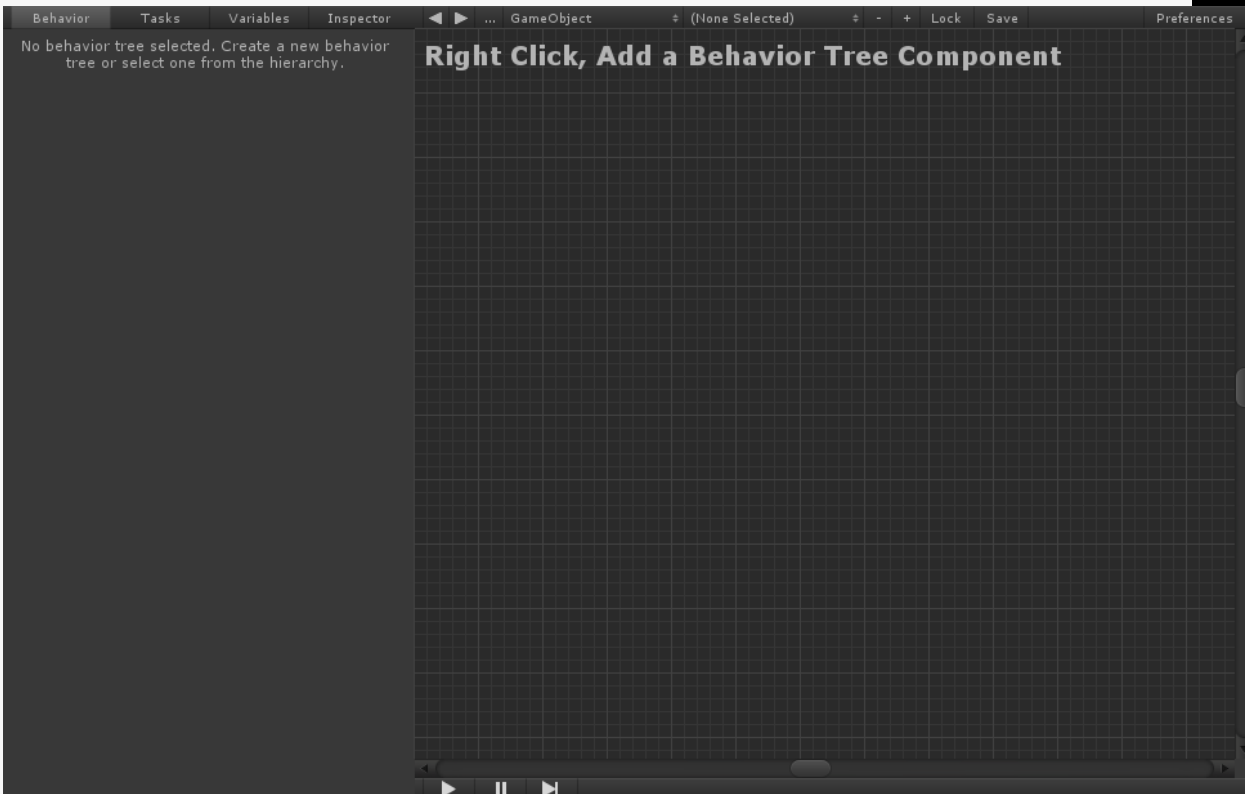 Behavior Tasks Variables Inspector ... GameObject (None Selected) - + Lock Save Preferences
No behavior tree selected. Create a new behavior
tree or select one from the hierarchy.
Right Click, Add a Behavior Tree Component